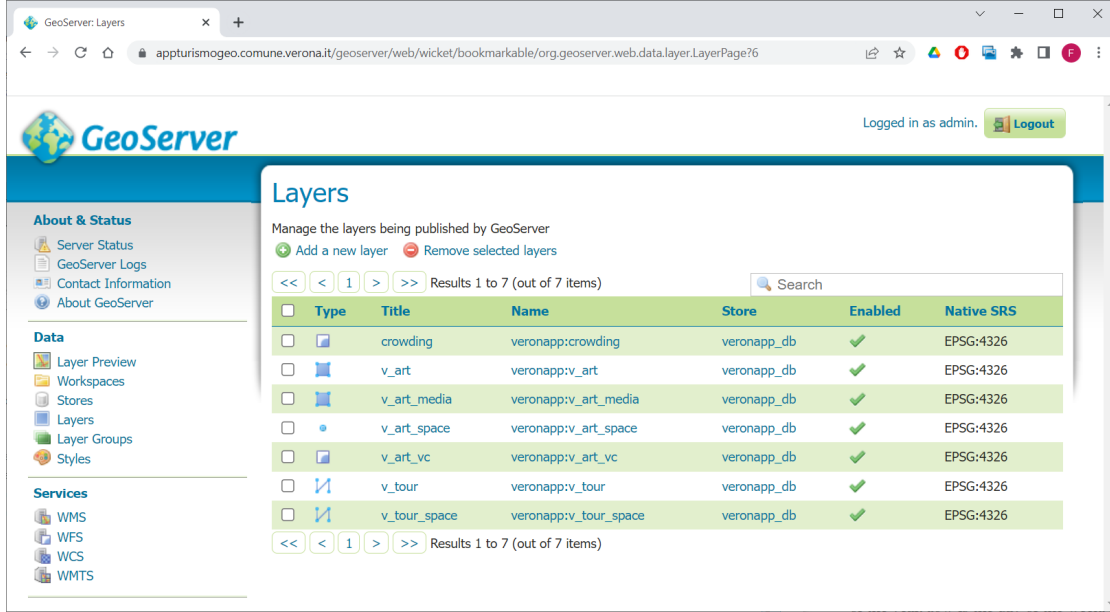 GeoServer: Layers
appturismogeo.comune.verona.it/geoserver/web/wicket/bookmarkable/org.geoserver.web.data.layer.LayerPage?6
F
GeoServer
Logged in as admin.
Logout
About & Status
Server Status
GeoServer Logs
Contact Information
About GeoServer
Data
Layer Preview
Workspaces
Stores
Layers
Layer Groups
Styles
Services
WMS
WFS
WCS
WMTS
Layers
Manage the layers being published by GeoServer
Add a new layer Remove selected layers
<< < 1 > >> Results 1 to 7 (out of 7 items) Search
Type Title Name Store Enabled Native SRS
crowding veronapp:crowding veronapp_db EPSG:4326
v_art veronapp:v_art veronapp_db EPSG:4326
v_art_media veronapp:v_art_media veronapp_db EPSG:4326
v_art_space veronapp:v_art_space veronapp_db EPSG:4326
v_art_vc veronapp:v_art_vc veronapp_db EPSG:4326
v_tour veronapp:v_tour veronapp_db EPSG:4326
v_tour_space veronapp:v_tour_space veronapp_db EPSG:4326
<< < 1 > >> Results 1 to 7 (out of 7 items)